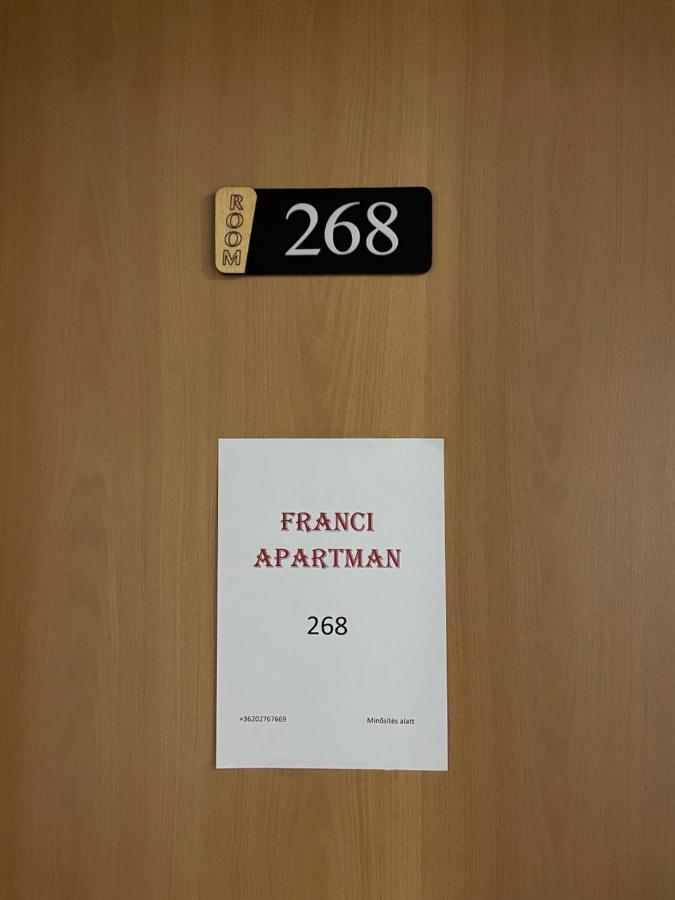 ROOM
268
FRANCI
APARTMAN
268
+36202767669 Minősítés alatt